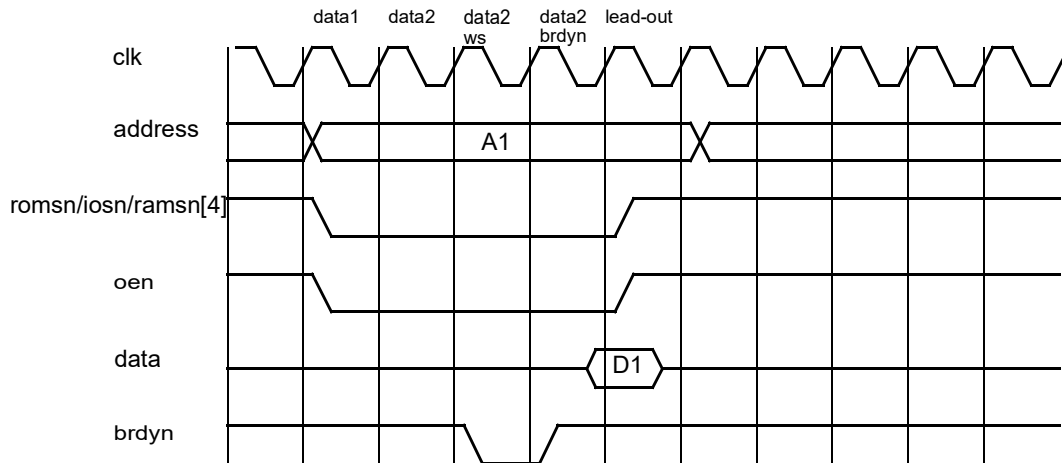 data1 data2 data2 data2 lead-out
ws brdyn
clk
address
A1
romsn/iosn/ramsn[4]
oen
data
D1
brdyn